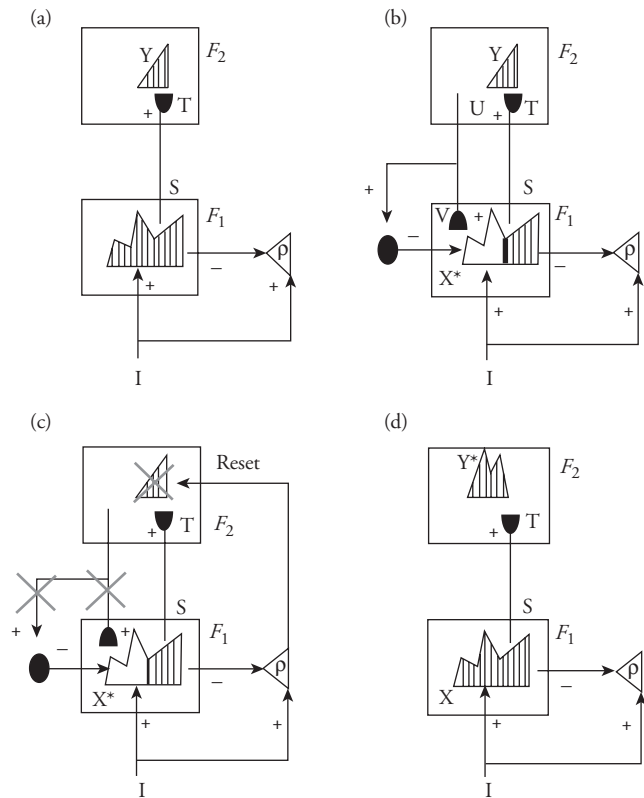 (a)
Y
F2
T
+
S
F1
ρ
−
+
+
I
(b)
Y
F2
U
+
T
+
S
V
+
F1
−
ρ
X*
−
+
+
I
(c)
Reset
+
T
F2
S
+
+
F1
−
ρ
X*
−
+
+
I
(d)
Y*
F2
+
T
S
F1
ρ
X
−
+
+
I